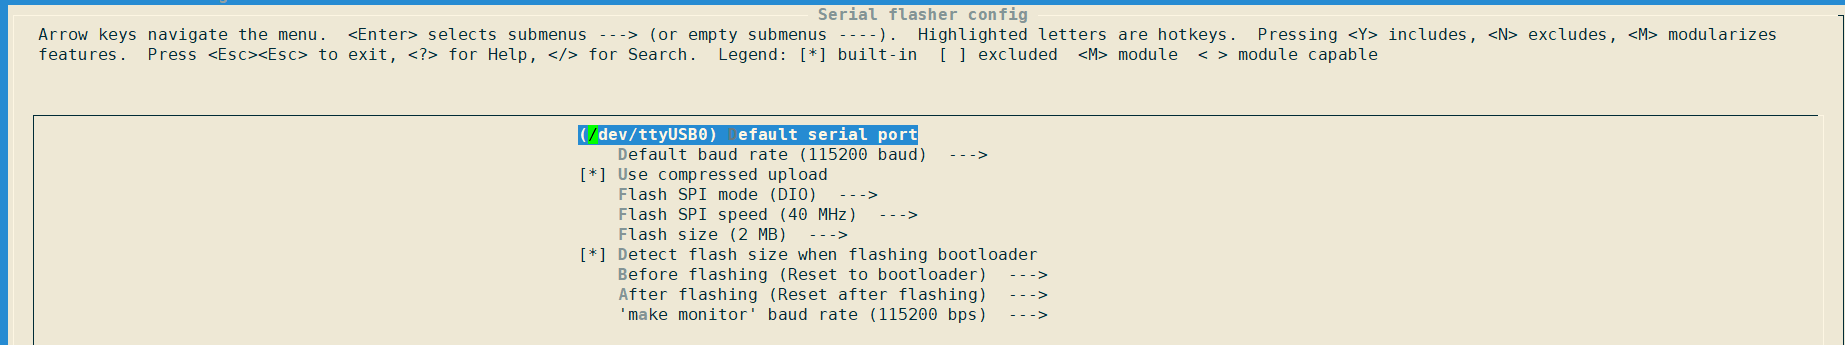 Serial flasher config
Arrow keys navigate the menu.  <Enter> selects submenus ---> (or empty submenus ----).  Highlighted letters are hotkeys.  Pressing <Y> includes, <N> excludes, <M> modularizes
features.  Press <Esc><Esc> to exit, <?> for Help, </> for Search.  Legend: [*] built-in  [ ] excluded  <M> module  < > module capable
(/dev/ttyUSB0) Default serial port
Default baud rate (115200 baud)  --->
[*] Use compressed upload
Flash SPI mode (DIO)  --->
Flash SPI speed (40 MHz)  --->
Flash size (2 MB)  --->
[*] Detect flash size when flashing bootloader
Before flashing (Reset to bootloader)  --->
After flashing (Reset after flashing)  --->
'make monitor' baud rate (115200 bps)  --->